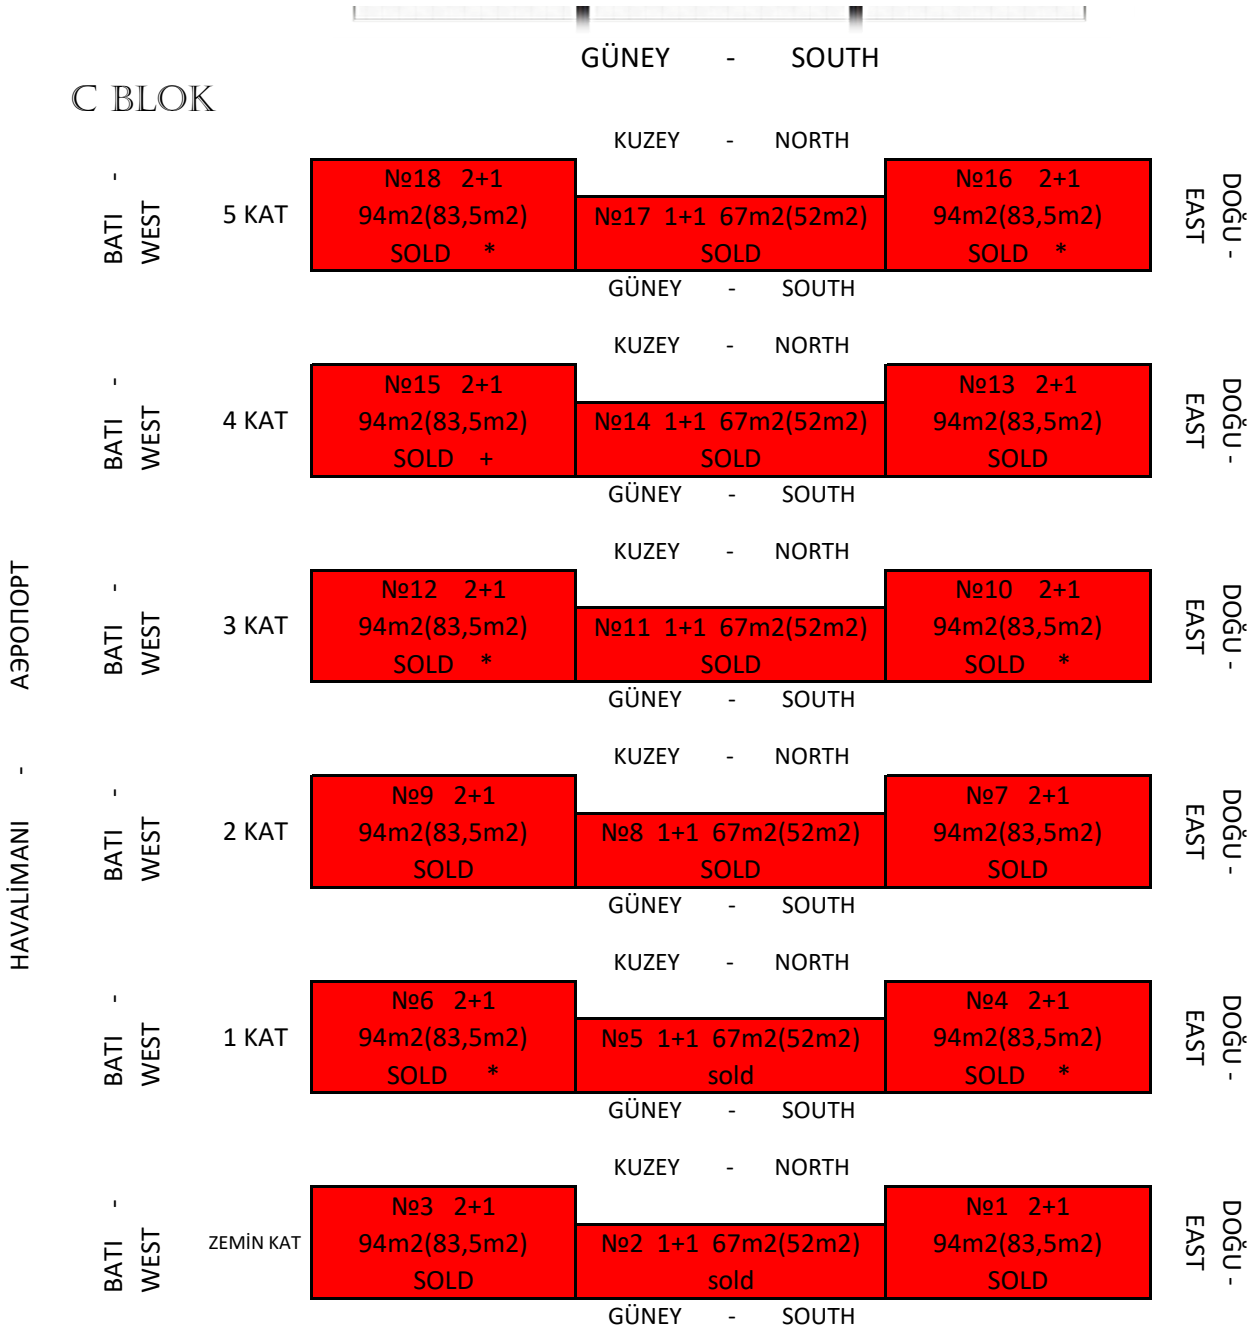 GÜNEY - SOUTH
C BLOK
KUZEY - NORTH
BATI -
WEST
5 KAT
№18 2+1
94m2(83,5m2)
SOLD *
№17 1+1 67m2(52m2)
SOLD
№16 2+1
94m2(83,5m2)
SOLD *
DOĞU -
EAST
GÜNEY - SOUTH
KUZEY - NORTH
BATI -
WEST
4 KAT
№15 2+1
94m2(83,5m2)
SOLD +
№14 1+1 67m2(52m2)
SOLD
№13 2+1
94m2(83,5m2)
SOLD
DOĞU -
EAST
GÜNEY - SOUTH
HAVALİMANI - АЭРОПОРТ
KUZEY - NORTH
BATI -
WEST
3 KAT
№12 2+1
94m2(83,5m2)
SOLD *
№11 1+1 67m2(52m2)
SOLD
№10 2+1
94m2(83,5m2)
SOLD *
DOĞU -
EAST
GÜNEY - SOUTH
KUZEY - NORTH
BATI -
WEST
2 KAT
№9 2+1
94m2(83,5m2)
SOLD
№8 1+1 67m2(52m2)
SOLD
№7 2+1
94m2(83,5m2)
SOLD
DOĞU -
EAST
GÜNEY - SOUTH
KUZEY - NORTH
BATI -
WEST
1 KAT
№6 2+1
94m2(83,5m2)
SOLD *
№5 1+1 67m2(52m2)
sold
№4 2+1
94m2(83,5m2)
SOLD *
DOĞU -
EAST
GÜNEY - SOUTH
KUZEY - NORTH
BATI -
WEST
ZEMİN KAT
№3 2+1
94m2(83,5m2)
SOLD
№2 1+1 67m2(52m2)
sold
№1 2+1
94m2(83,5m2)
SOLD
DOĞU -
EAST
GÜNEY - SOUTH